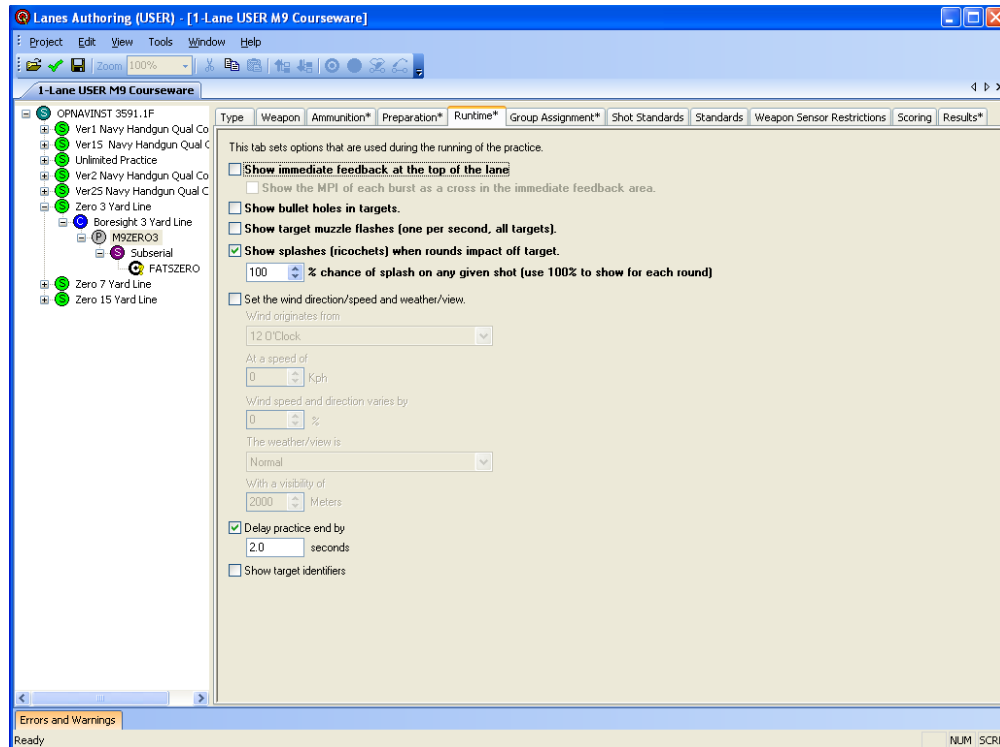 Lanes Authoring (USER) - [1-Lane USER M9 Courseware]
Project Edit View Tools Window Help
Zoom 100%
1-Lane USER M9 Courseware
OPNAVINST 3591.1F
Ver1 Navy Handgun Qual Co
Ver1S Navy Handgun Qual C
Unlimited Practice
Ver2 Navy Handgun Qual Co
Ver2S Navy Handgun Qual C
Zero 3 Yard Line
Boresight 3 Yard Line
M9ZERO3
Subserial
FATSZERO
Zero 7 Yard Line
Zero 15 Yard Line
Type Weapon Ammunition* Preparation* Runtime* Group Assignment* Shot Standards Standards Weapon Sensor Restrictions Scoring Results*
This tab sets options that are used during the running of the practice.
Show immediate feedback at the top of the lane
Show the MPI of each burst as a cross in the immediate feedback area.
Show bullet holes in targets.
Show target muzzle flashes (one per second, all targets).
Show splashes (ricochets) when rounds impact off target.
100 % chance of splash on any given shot (use 100% to show for each round)
Set the wind direction/speed and weather/view.
Wind originates from
12 O'Clock
At a speed of
0 Kph
Wind speed and direction varies by
0 %
The weather/view is
Normal
With a visibility of
2000 Meters
Delay practice end by
2.0 seconds
Show target identifiers
Errors and Warnings
Ready NUM SCRI